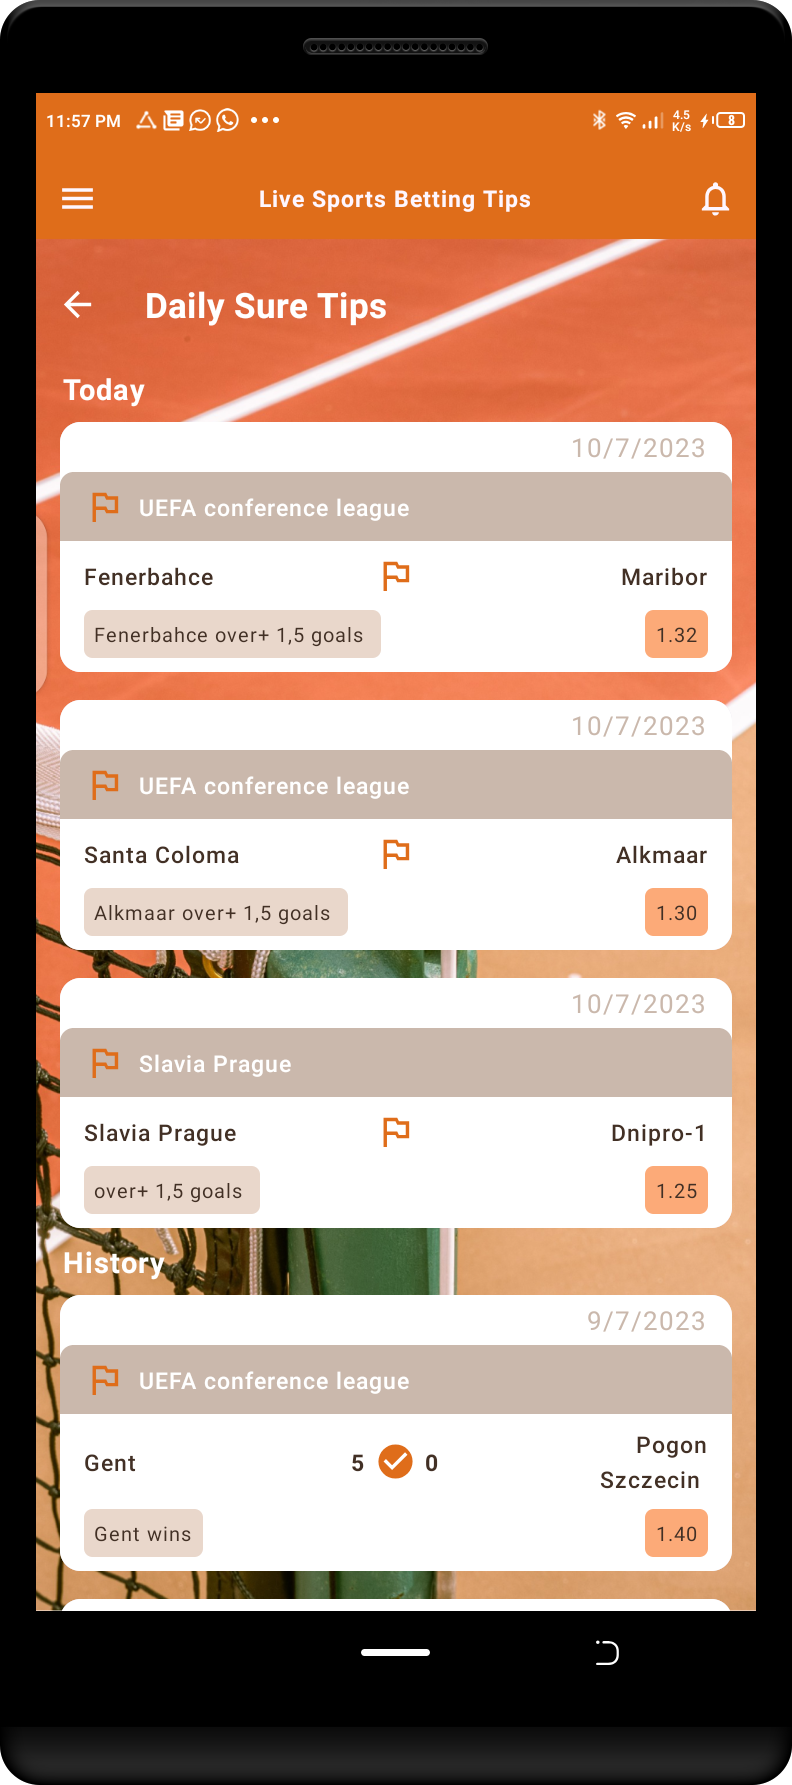 11:57 PM
4.5
K/s
8
Live Sports Betting Tips
Daily Sure Tips
Today
10/7/2023
UEFA conference league
Fenerbahce Maribor
Fenerbahce over+ 1,5 goals 1.32
10/7/2023
UEFA conference league
Santa Coloma Alkmaar
Alkmaar over+ 1,5 goals 1.30
10/7/2023
Slavia Prague
Slavia Prague Dnipro-1
over+ 1,5 goals 1.25
History
9/7/2023
UEFA conference league
Gent 5 0 Pogon
Szczecin
Gent wins 1.40